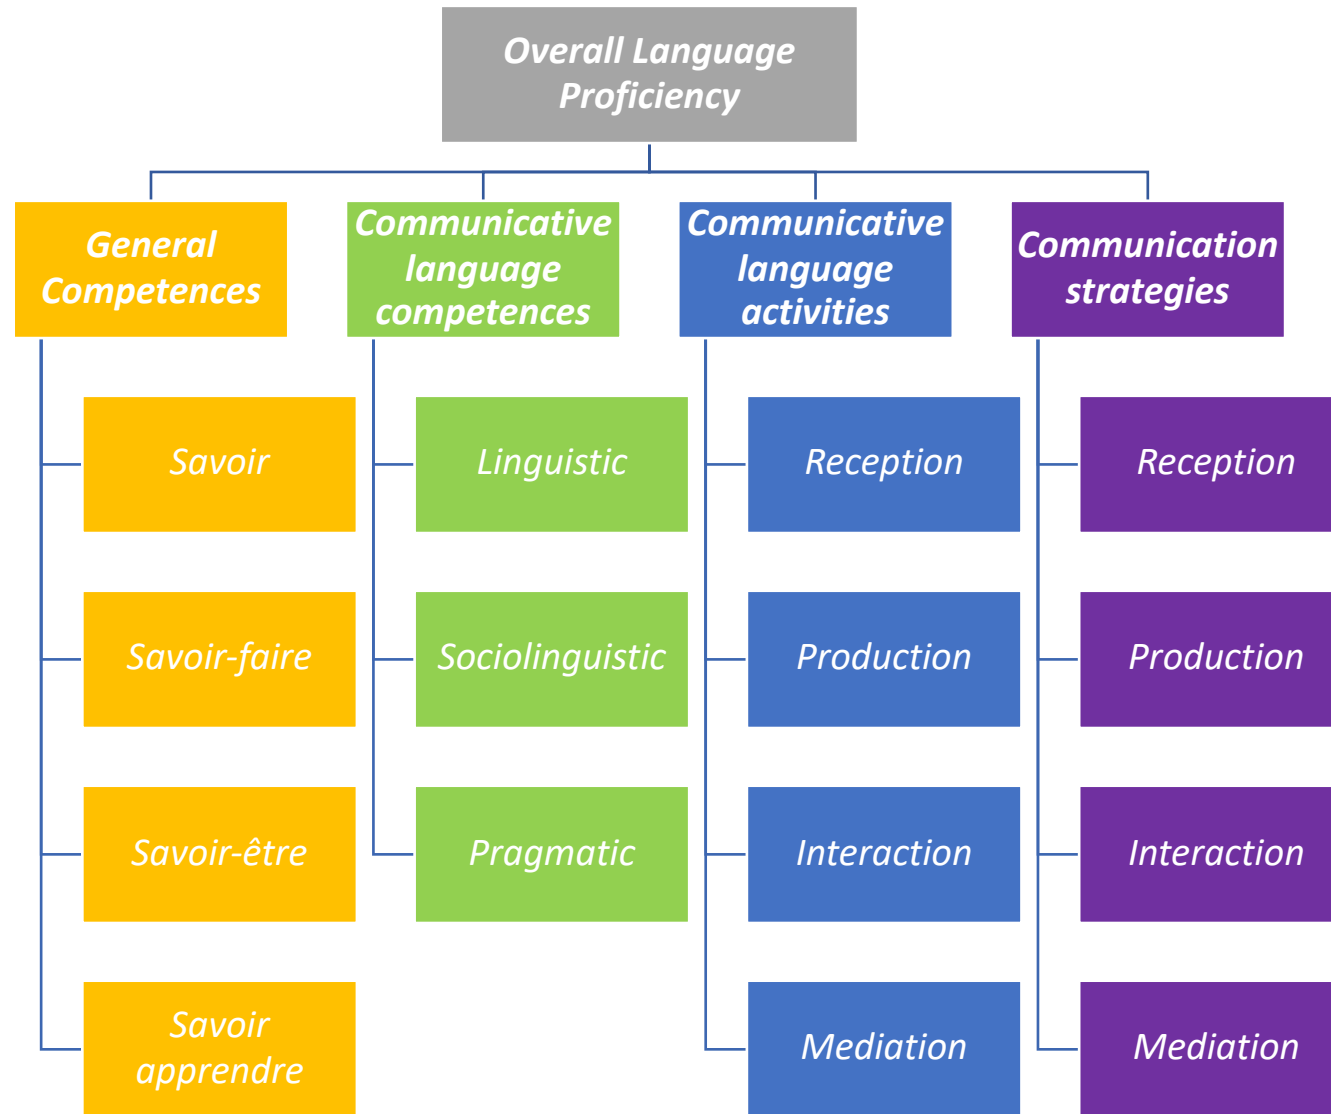 Overall Language
Proficiency
General
Competences
Communicative
language
competences
Communicative
language
activities
Communication
strategies
Savoir
Linguistic
Reception
Reception
Savoir-faire
Sociolinguistic
Production
Production
Savoir-être
Pragmatic
Interaction
Interaction
Savoir
apprendre
Mediation
Mediation